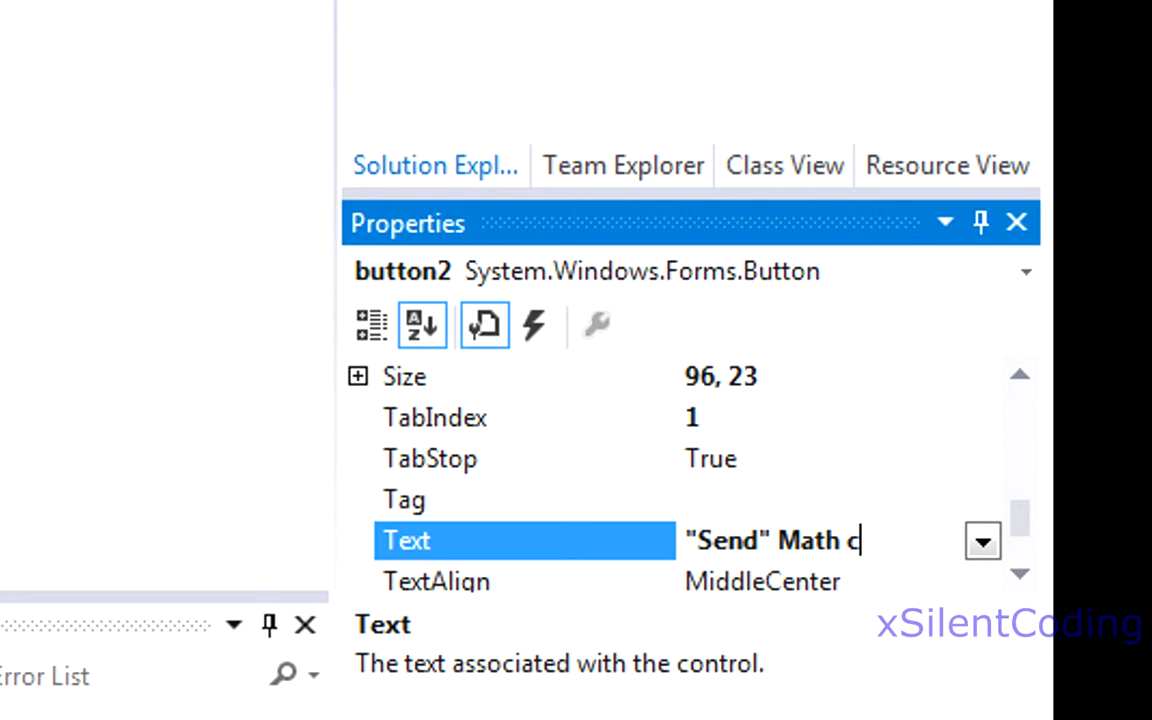 Solution Expl... Team Explorer Class View Resource View
Properties
button2 System.Windows.Forms.Button
Size 96, 23
TabIndex 1
TabStop True
Tag
Text "Send" Math c
TextAlign MiddleCenter
xSilentCoding
Text
The text associated with the control.
Error List